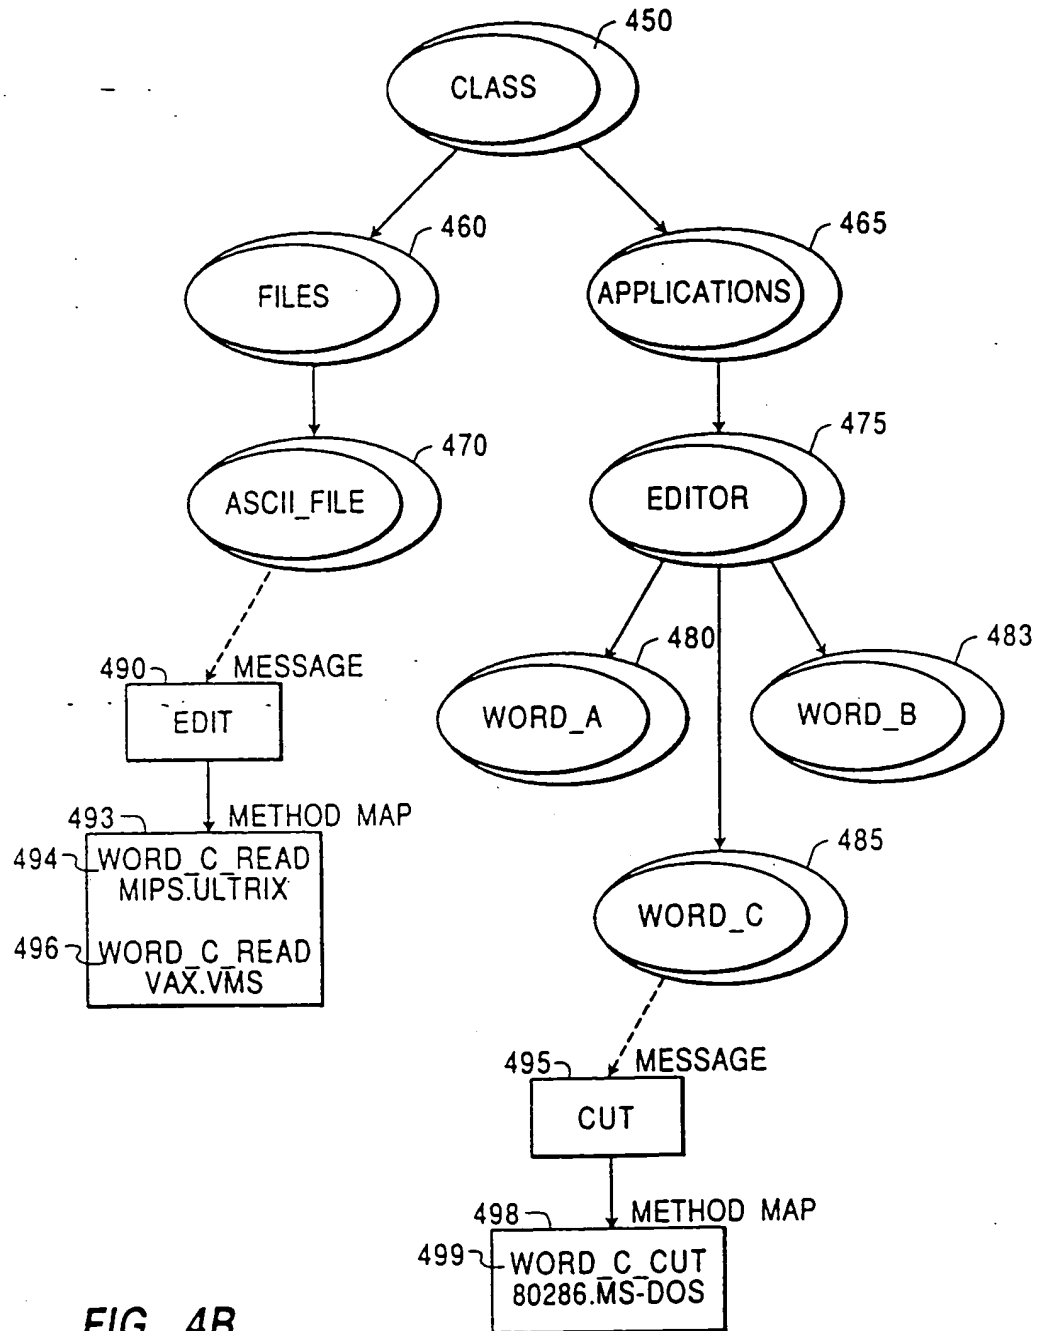 450
CLASS
460
465
FILES
APPLICATIONS
470
475
ASCII_FILE
EDITOR
480
483
490
MESSAGE
EDIT
WORD_A
WORD_B
493
METHOD MAP
494
WORD_C_READ
MIPS.ULTRIX
485
496
WORD_C_READ
VAX.VMS
WORD_C
495
MESSAGE
CUT
498
METHOD MAP
499
WORD_C_CUT
80286.MS-DOS
FIG. 4B